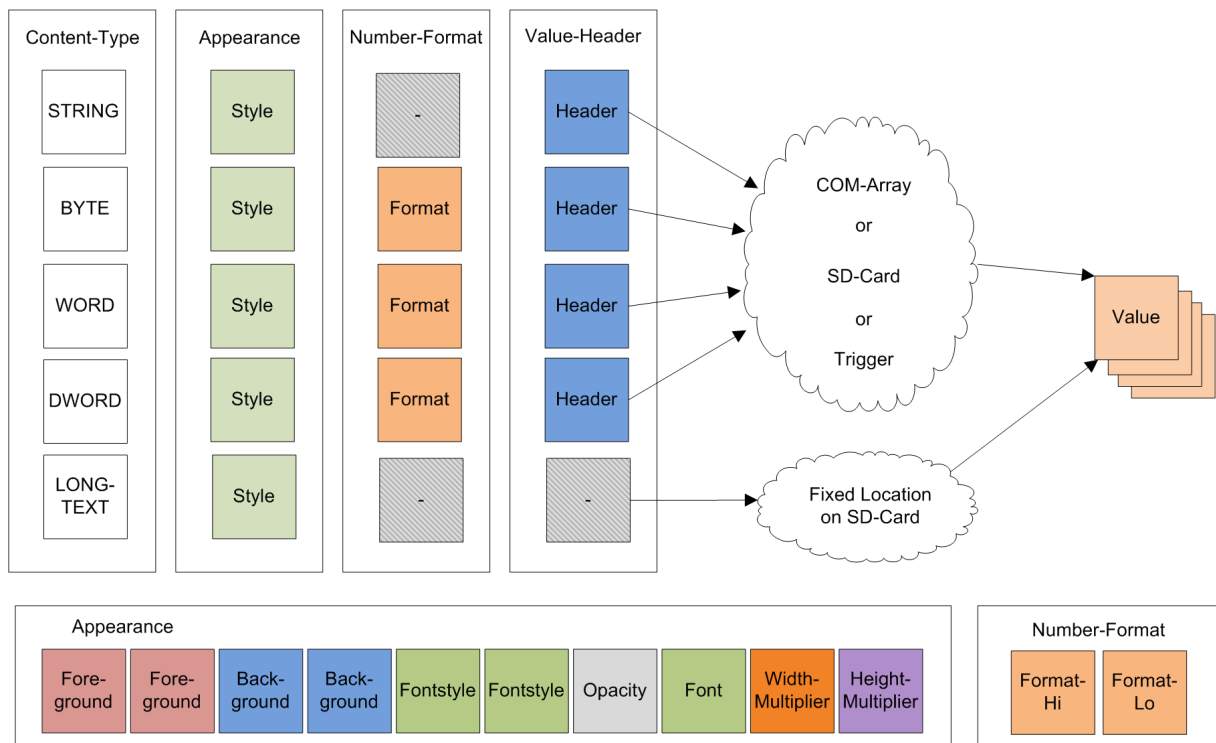 Content-Type
Appearance
Number-Format
Value-Header
STRING
Style
-
Header
BYTE
Style
Format
Header
WORD
Style
Format
Header
DWORD
Style
Format
Header
LONG-
TEXT
Style
-
-
COM-Array
or
SD-Card
or
Trigger
Fixed Location
on SD-Card
Value
Appearance
Fore-
ground
Fore-
ground
Back-
ground
Back-
ground
Fontstyle
Fontstyle
Opacity
Font
Width-
Multiplier
Height-
Multiplier
Number-Format
Format-
Hi
Format-
Lo